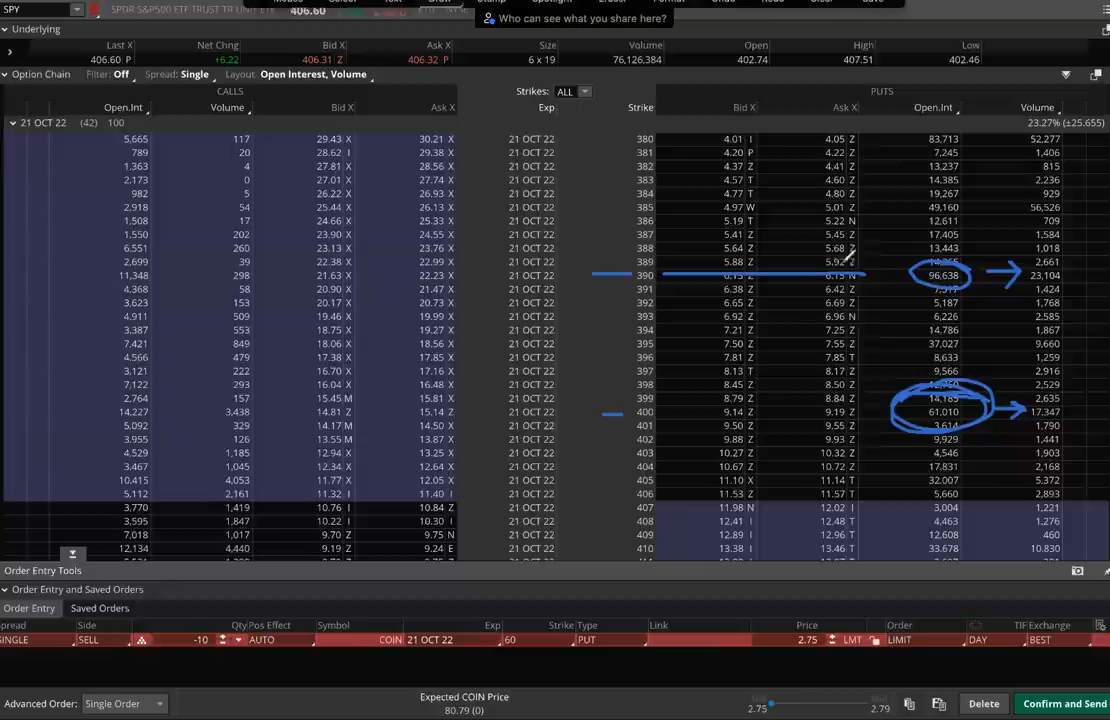 SPY SPDR S&P500 ETF TRUST TR UNIT ETF 406.60
Who can see what you share here?
Underlying
Last X Net Chng Bid X Ask X Size Volume Open High Low
406.60 P +6.22 406.31 Z 406.32 P 6 x 19 76,126,384 402.74 407.51 402.46
Option Chain Filter: Off Spread: Single Layout: Open Interest, Volume
CALLS Strikes: ALL PUTS
Open.Int Volume Bid X Ask X Exp Strike Bid X Ask X Open.Int Volume
21 OCT 22 (42) 100 23.27% (±25.655)
5,665 117 29.43 X 30.21 X 21 OCT 22 380 4.01 I 4.05 Z 83,713 52,277
789 20 28.62 I 29.38 X 21 OCT 22 381 4.20 P 4.22 Z 7,245 1,406
1,363 4 27.81 X 28.56 X 21 OCT 22 382 4.37 Z 4.41 Z 13,237 815
2,173 0 27.01 X 27.74 X 21 OCT 22 383 4.57 T 4.60 Z 14,385 2,236
982 5 26.22 X 26.93 X 21 OCT 22 384 4.77 T 4.80 Z 19,267 929
2,918 54 25.44 X 26.13 X 21 OCT 22 385 4.97 W 5.01 Z 49,160 56,526
1,508 17 24.66 X 25.33 X 21 OCT 22 386 5.19 T 5.22 N 12,611 709
1,550 202 23.90 X 24.55 X 21 OCT 22 387 5.41 Z 5.45 Z 17,405 1,584
6,551 260 23.13 X 23.76 X 21 OCT 22 388 5.64 Z 5.68 Z 13,443 1,018
2,699 39 22.38 X 22.99 X 21 OCT 22 389 5.88 Z 5.92 Z 2,661
11,348 298 21.63 X 22.23 X 21 OCT 22 390 96,638 23,104
4,368 58 20.90 X 21.47 X 21 OCT 22 391 6.38 Z 6.42 Z 1,424
3,623 153 20.17 X 20.73 X 21 OCT 22 392 6.65 Z 6.69 Z 5,187 1,768
4,911 509 19.46 X 19.99 X 21 OCT 22 393 6.92 Z 6.96 N 6,226 2,585
3,387 553 18.75 X 19.27 X 21 OCT 22 394 7.21 Z 7.25 Z 14,786 1,867
7,421 849 18.06 X 18.56 X 21 OCT 22 395 7.50 Z 7.55 Z 37,027 9,660
4,566 479 17.38 X 17.85 X 21 OCT 22 396 7.81 Z 7.85 T 8,633 1,259
3,121 222 16.70 X 17.16 X 21 OCT 22 397 8.13 T 8.17 Z 9,566 2,916
7,122 293 16.04 X 16.48 X 21 OCT 22 398 8.45 Z 8.50 Z 2,529
2,764 157 15.45 M 15.81 X 21 OCT 22 399 8.79 Z 8.84 Z 14,185 2,635
14,227 3,438 14.81 Z 15.14 Z 21 OCT 22 400 9.14 Z 9.19 Z 61,010 17,347
5,092 329 14.17 M 14.50 X 21 OCT 22 401 9.50 Z 9.55 Z 3,614 1,790
3,955 126 13.55 M 13.87 X 21 OCT 22 402 9.88 Z 9.93 Z 9,929 1,441
4,529 1,185 12.94 X 13.25 X 21 OCT 22 403 10.27 Z 10.32 Z 4,546 1,903
3,467 1,045 12.34 X 12.64 X 21 OCT 22 404 10.67 Z 10.72 Z 17,831 2,168
10,415 4,053 11.77 X 12.05 X 21 OCT 22 405 11.10 X 11.14 T 32,007 5,372
5,112 2,161 11.32 I 11.40 I 21 OCT 22 406 11.53 Z 11.57 T 5,660 2,893
3,770 1,419 10.76 I 10.84 Z 21 OCT 22 407 11.98 N 12.02 I 3,004 1,221
3,595 1,847 10.22 I 10.30 I 21 OCT 22 408 12.41 I 12.48 T 4,463 1,276
7,018 1,017 9.70 Z 9.75 N 21 OCT 22 409 12.89 I 12.96 T 12,608 460
12,134 4,440 9.19 Z 9.24 E 21 OCT 22 410 13.38 I 13.46 T 33,678 10,830
Order Entry Tools
Order Entry and Saved Orders
Order Entry Saved Orders
Side Qty Pos Effect Symbol Exp Strike Type Link Price Order TIF Exchange
SELL -10 AUTO COIN 21 OCT 22 60 PUT 2.75 LMT LIMIT DAY BEST
Expected COIN Price
Advanced Order: Single Order 80.79 (0) 2.75 2.79 Delete Confirm and Send